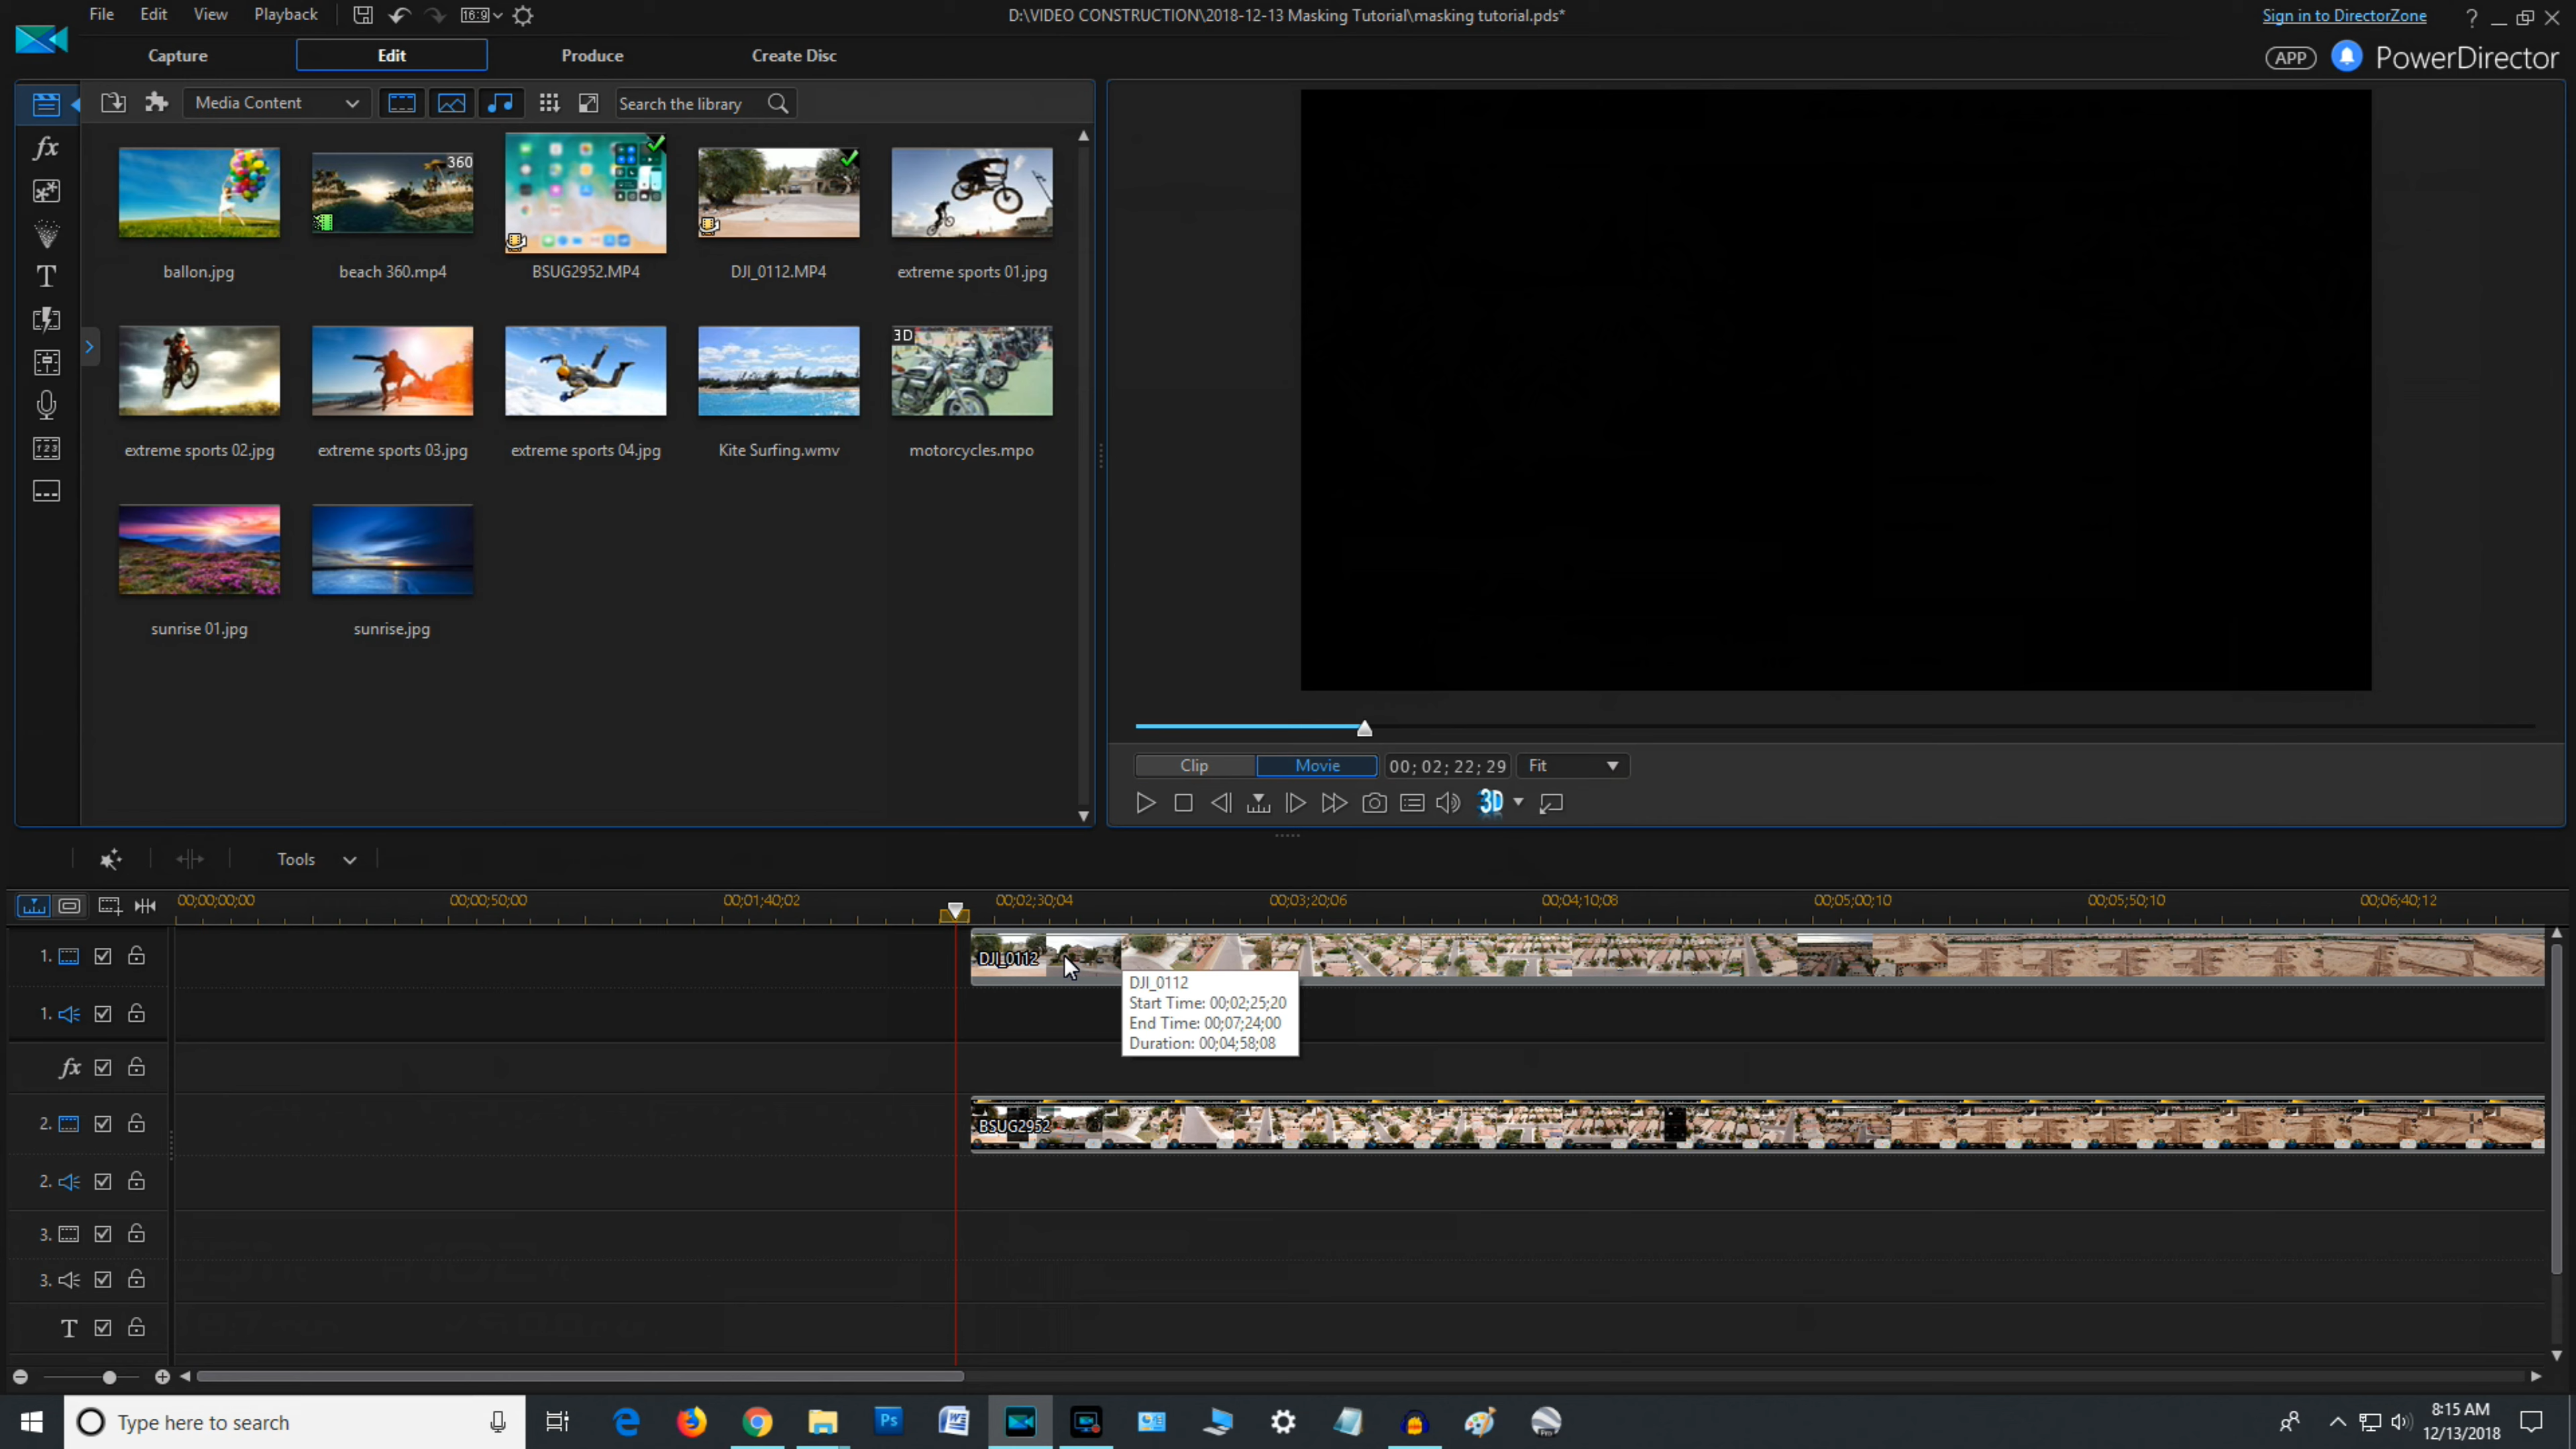 File Edit View Playback 16:9 D:\VIDEO CONSTRUCTION\2018-12-13 Masking Tutorial\masking tutorial.pds* Sign in to DirectorZone ?
Capture Edit Produce Create Disc APP PowerDirector
Media Content Search the library
fx
T
360
ballon.jpg beach 360.mp4 BSUG2952.MP4 DJI_0112.MP4 extreme sports 01.jpg
3D
extreme sports 02.jpg extreme sports 03.jpg extreme sports 04.jpg Kite Surfing.wmv motorcycles.mpo
123
sunrise 01.jpg sunrise.jpg
Clip Movie 00; 02; 22; 29 Fit
3D
Tools
00;00;00;00 00;00;50;00 00;01;40;02 00;02;30;04 00;03;20;06 00;04;10;08 00;05;00;10 00;05;50;10 00;06;40;12
1. DJI_0112
DJI_0112
Start Time: 00;02;25;20
End Time: 00;07;24;00
Duration: 00;04;58;08
1.
fx
2. BSUG2952
2.
3.
3.
T
Type here to search Ps W 8:15 AM
12/13/2018